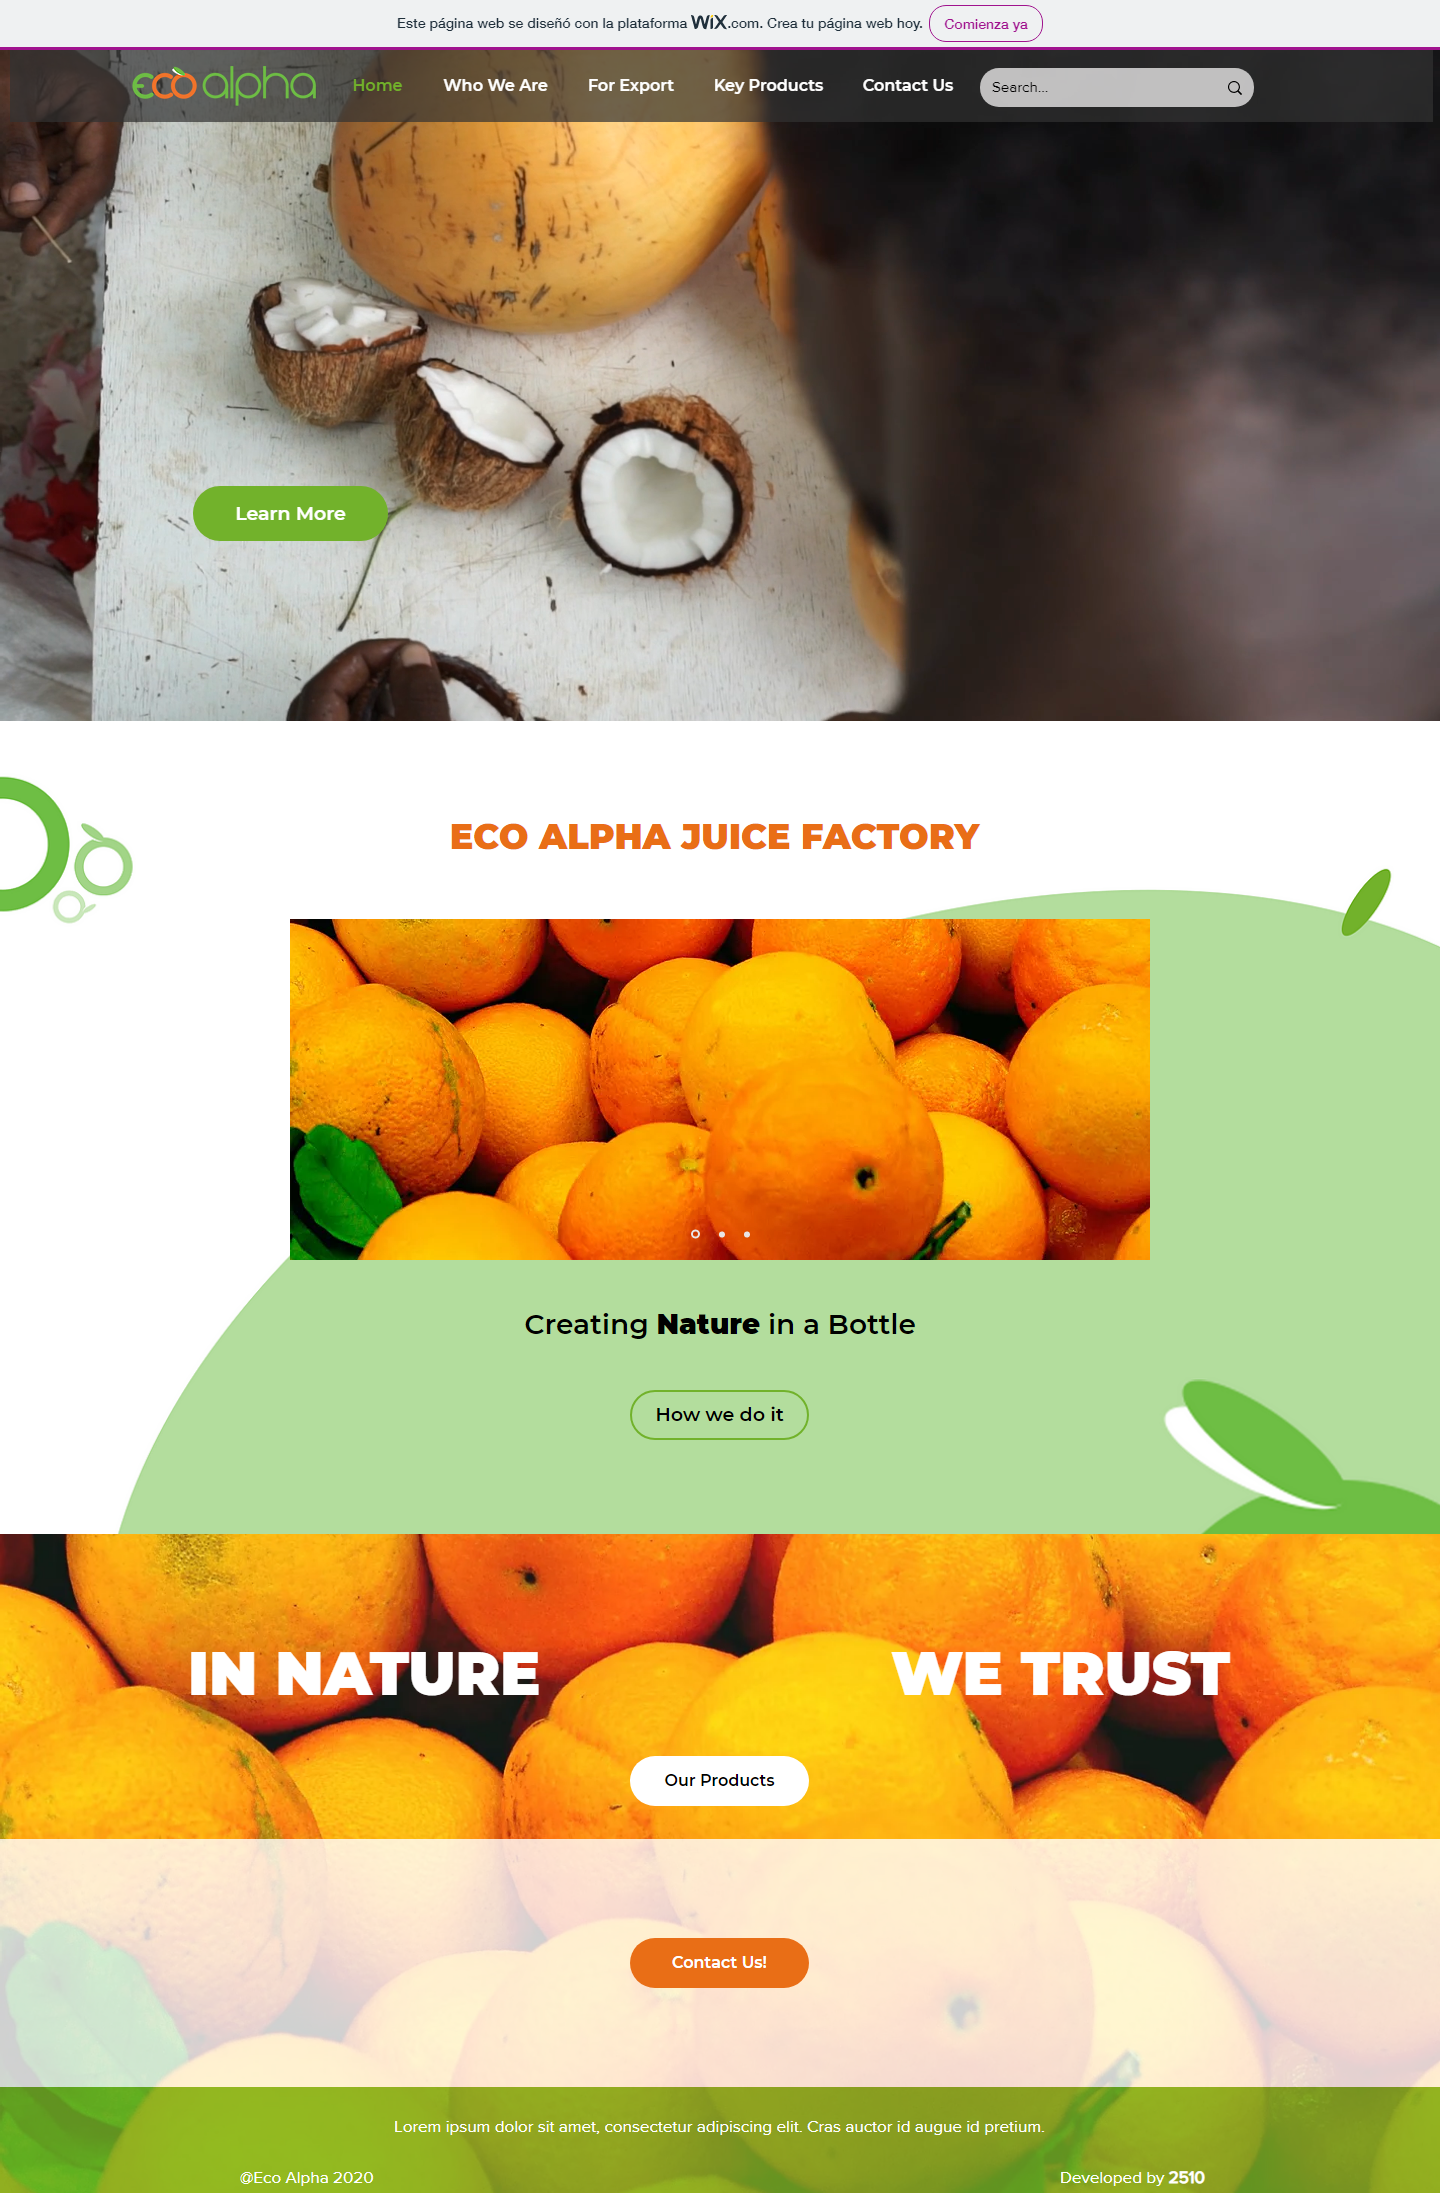 Este página web se diseñó con la plataforma WiX.com. Crea tu página web hoy. Comienza ya
eco alpha Home Who We Are For Export Key Products Contact Us Search...
Learn More
ECO ALPHA JUICE FACTORY
Creating Nature in a Bottle
How we do it
IN NATURE WE TRUST
Our Products
Contact Us!
Lorem ipsum dolor sit amet, consectetur adipiscing elit. Cras auctor id augue id pretium.
@Eco Alpha 2020 Developed by 2510